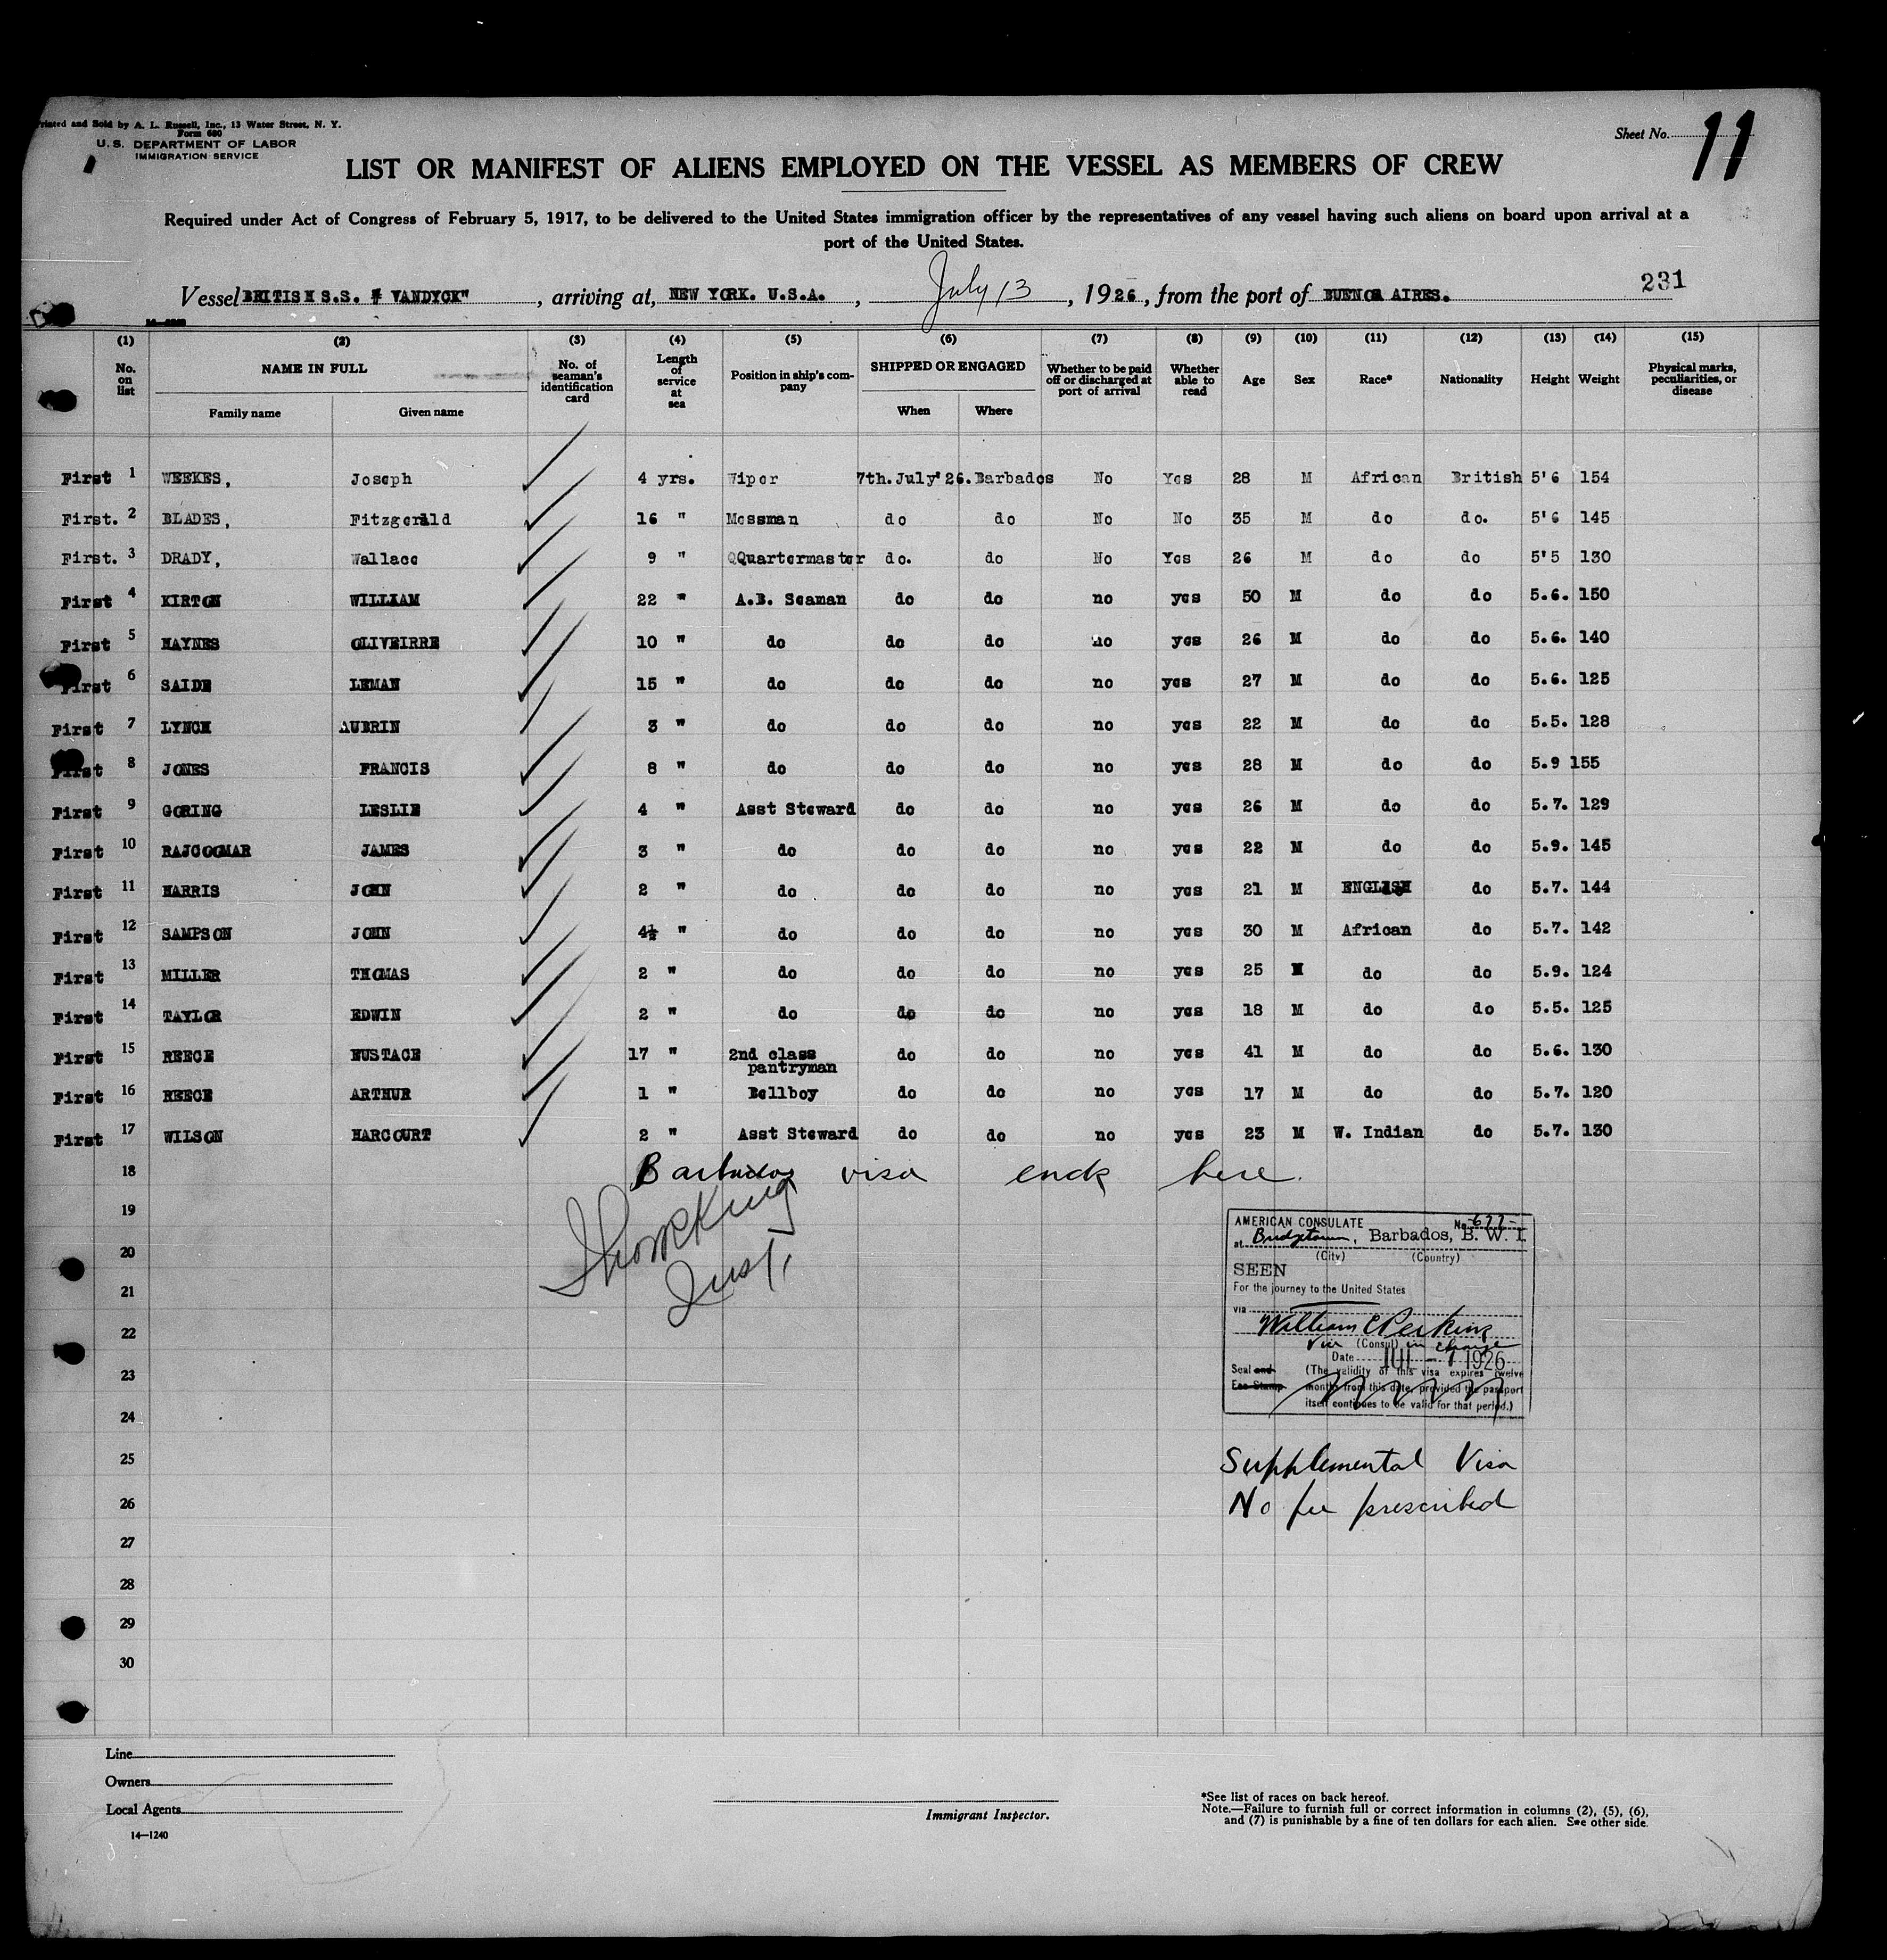 Printed and Sold by A. L. Russell, Inc., 13 Water Street, N. Y.
Form 680
U. S. DEPARTMENT OF LABOR
IMMIGRATION SERVICE
Sheet No. 11
LIST OR MANIFEST OF ALIENS EMPLOYED ON THE VESSEL AS MEMBERS OF CREW
Required under Act of Congress of February 5, 1917, to be delivered to the United States immigration officer by the representatives of any vessel having such aliens on board upon arrival at a
port of the United States.
Vessel BRITISH S.S. " VANDYCK" , arriving at, NEW YORK. U.S.A. , July 13 , 1926 , from the port of BUENOS AIRES. 231
(1) (2) (3) (4) (5) (6) (7) (8) (9) (10) (11) (12) (13) (14) (15)
No. on list NAME IN FULL Family name Given name No. of seaman's identification card Length of service at sea Position in ship's company SHIPPED OR ENGAGED When Where Whether to be paid off or discharged at port of arrival Whether able to read Age Sex Race* Nationality Height Weight Physical marks, peculiarities, or disease
First 1 WEEKES, Joseph 4 yrs. Wiper 7th.July'26. Barbados No Yes 28 M African British 5'6 154
First. 2 BLADES, Fitzgerald 16 " Messman do do No No 35 M do do. 5'6 145
First. 3 DRADY, Wallace 9 " QQuartermaster do. do No Yes 26 M do do 5'5 130
First 4 KIRTON WILLIAM 22 " A.B. Seaman do do no yes 50 M do do 5.6. 150
First 5 HAYNES OLIVEIRRE 10 " do do do no yes 26 M do do 5.6. 140
First 6 SAIDE LEMAN 15 " do do do no yes 27 M do do 5.6. 125
First 7 LYNCH AUBRIN 3 " do do do no yes 22 M do do 5.5. 128
First 8 JONES FRANCIS 8 " do do do no yes 28 M do do 5.9 155
First 9 GORING LESLIE 4 " Asst Steward do do no yes 26 M do do 5.7. 129
First 10 RAJCOOMAR JAMES 3 " do do do no yes 22 M do do 5.9. 145
First 11 HARRIS JOHN 2 " do do do no yes 21 M ENGLISH do 5.7. 144
First 12 SAMPSON JOHN 4½ " do do do no yes 30 M African do 5.7. 142
First 13 MILLER THOMAS 2 " do do do no yes 25 M do do 5.9. 124
First 14 TAYLOR EDWIN 2 " do do do no yes 18 M do do 5.5. 125
First 15 REECE EUSTACE 17 " 2nd class pantryman do do no yes 41 M do do 5.6. 130
First 16 REECE ARTHUR 1 " Bellboy do do no yes 17 M do do 5.7. 120
First 17 WILSON HARCOURT 2 " Asst Steward do do no yes 23 M W. Indian do 5.7. 130
18 Barbados visa ends here.
19
20
21
22
23
24
25
26
27
28
29
30
AMERICAN CONSULATE No 677-
at Bridgetown, Barbados, B. W. I.
(City) (Country)
SEEN
For the journey to the United States
via
William C Perkins
Vice (Consul) in charge
Date JUL - 7 1926
Seal and Fee Stamp
(The validity of this visa expires twelve
months from this date, provided the passport
itself continues to be valid for that period.)
Supplemental Visa
No fee prescribed
Line
Owners
Local Agents
14—1240
Immigrant Inspector.
*See list of races on back hereof.
Note.—Failure to furnish full or correct information in columns (2), (5), (6),
and (7) is punishable by a fine of ten dollars for each alien. See other side.